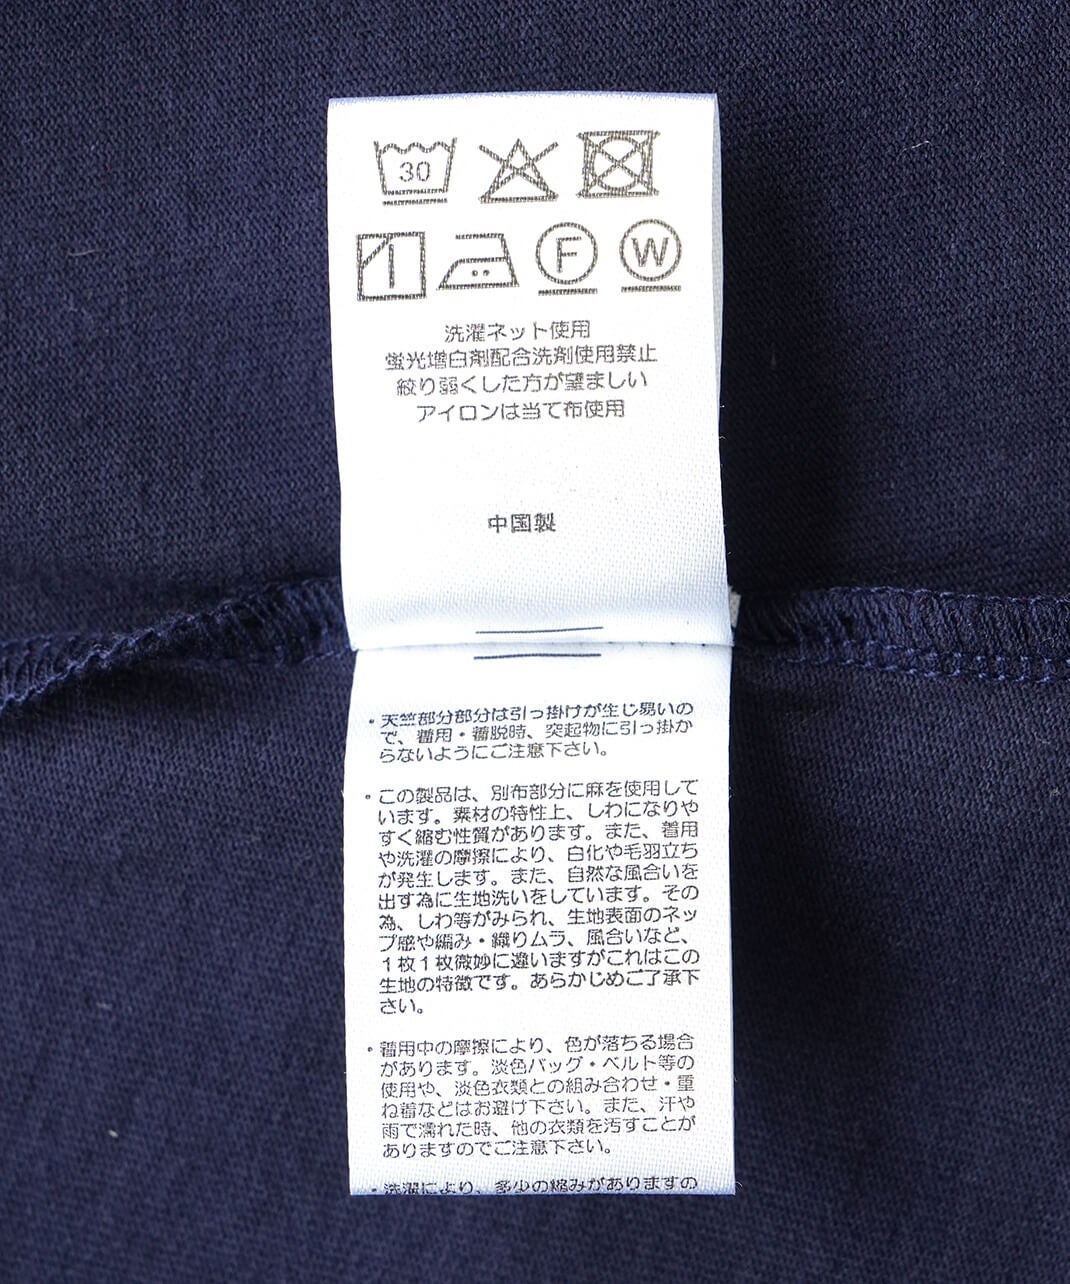 30
F W
洗濯ネット使用
蛍光増白剤配合洗剤使用禁止
絞り弱くした方が望ましい
アイロンは当て布使用
中国製
・天竺部分部分は引っ掛けが生じ易いの
で、着用・着脱時、突起物に引っ掛か
らないようにご注意下さい。
・この製品は、別布部分に麻を使用して
います。素材の特性上、しわになりや
すく縮む性質があります。また、着用
や洗濯の摩擦により、白化や毛羽立ち
が発生します。また、自然な風合いを
出す為に生地洗いをしています。その
為、しわ等がみられ、生地表面のネッ
プ感や編み・織りムラ、風合いなど、
1枚1枚微妙に違いますがこれはこの
生地の特徴です。あらかじめご了承下
さい。
・着用中の摩擦により、色が落ちる場合
があります。淡色バッグ・ベルト等の
使用や、淡色衣類との組み合わせ・重
ね着などはお避け下さい。また、汗や
雨で濡れた時、他の衣類を汚すことが
ありますのでご注意下さい。
・洗濯により、多少の縮みがありますの